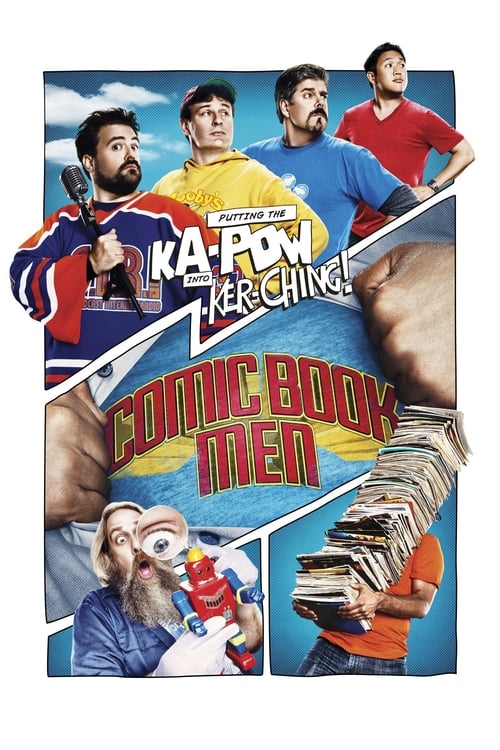 PUTTING THE
KA-POW
INTO
KER-CHING!
COMIC BOOK
MEN